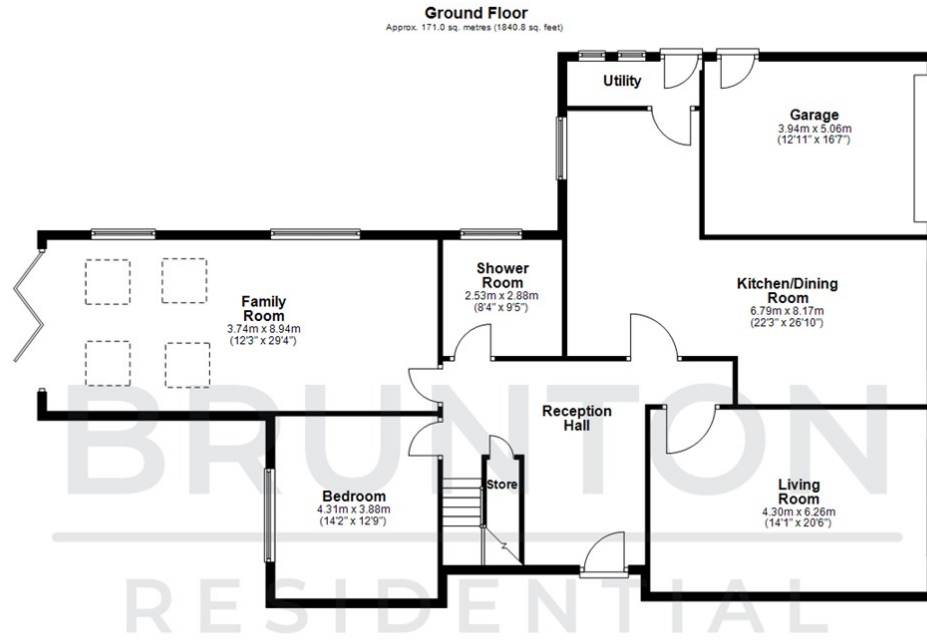 Ground Floor
Approx. 171.0 sq. metres (1840.8 sq. feet)
Utility
Garage
3.94m x 5.06m
(12'11" x 16'7")
Shower
Room
2.53m x 2.88m
(8'4" x 9'5")
Kitchen/Dining
Room
6.79m x 8.17m
(22'3" x 26'10")
Family
Room
3.74m x 8.94m
(12'3" x 29'4")
Reception
Hall
Store
Bedroom
4.31m x 3.88m
(14'2" x 12'9")
Living
Room
4.30m x 6.26m
(14'1" x 20'6")
BRUNTON
RESIDENTIAL